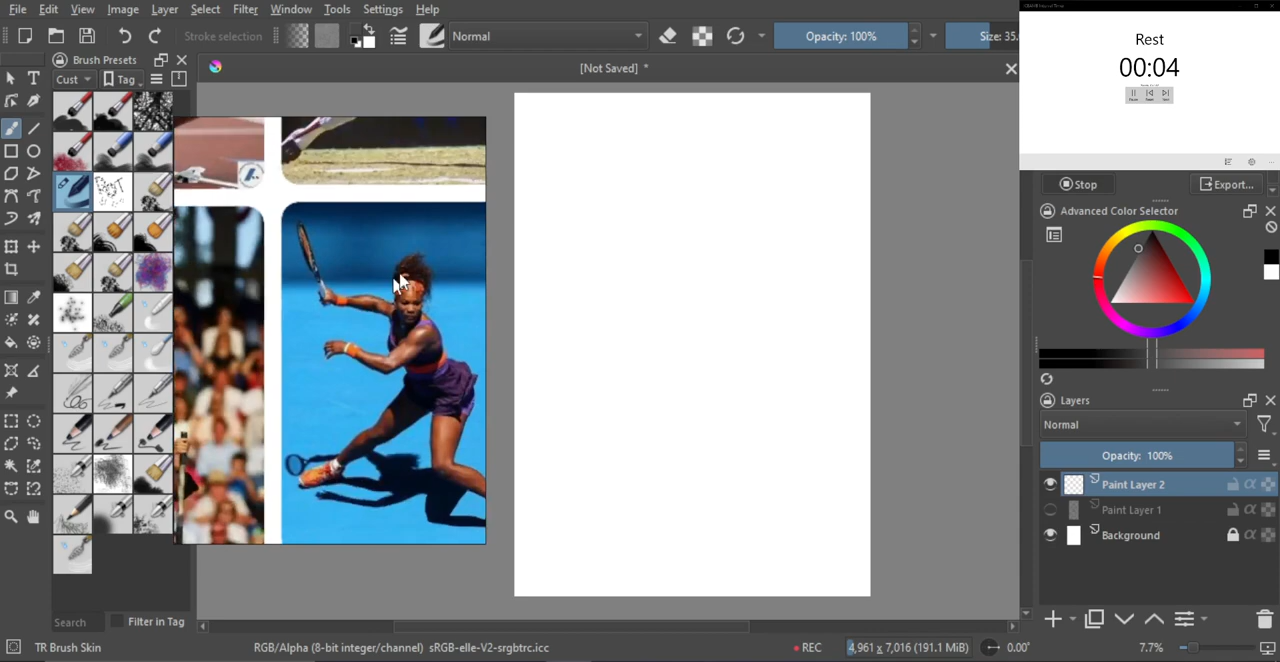 File Edit View Image Layer Select Filter Tools Settings Window Help
Stroke selection
Normal
Opacity: 100%
Size: 35.
Brush Presets
Cust
Tag
[Not Saved] *
Rest
00:04
Stop
Export...
Advanced Color Selector
Layers
Normal
Opacity: 100%
Paint Layer 2
Paint Layer 1
Background
Search
Filter in Tag
TR Brush Skin
RGB/Alpha (8-bit integer/channel) sRGB-elle-V2-srgbtrc.icc
REC
4,961 x 7,016 (191.1 MiB)
0.00°
7.7%